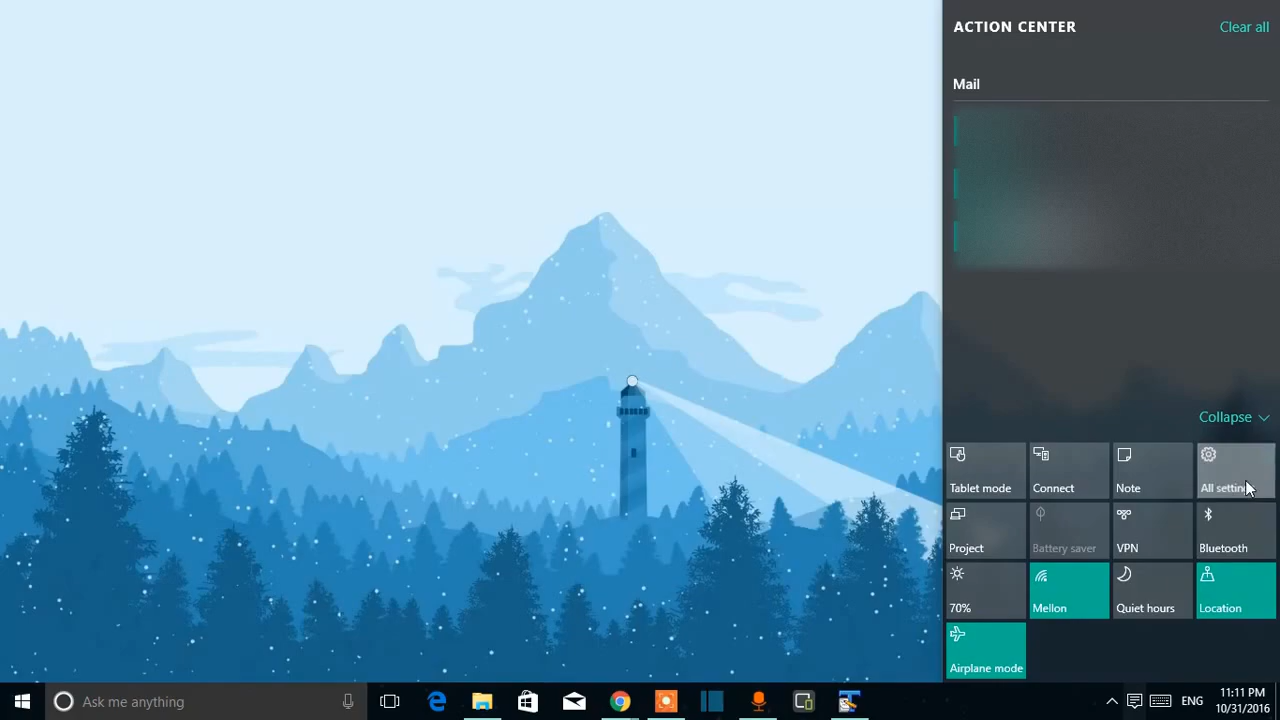 ACTION CENTER
Clear all
Mail
Collapse
Tablet mode
Connect
Note
All settin
Project
Battery saver
VPN
Bluetooth
70%
Mellon
Quiet hours
Location
Airplane mode
Ask me anything
ENG
11:11 PM
10/31/2016